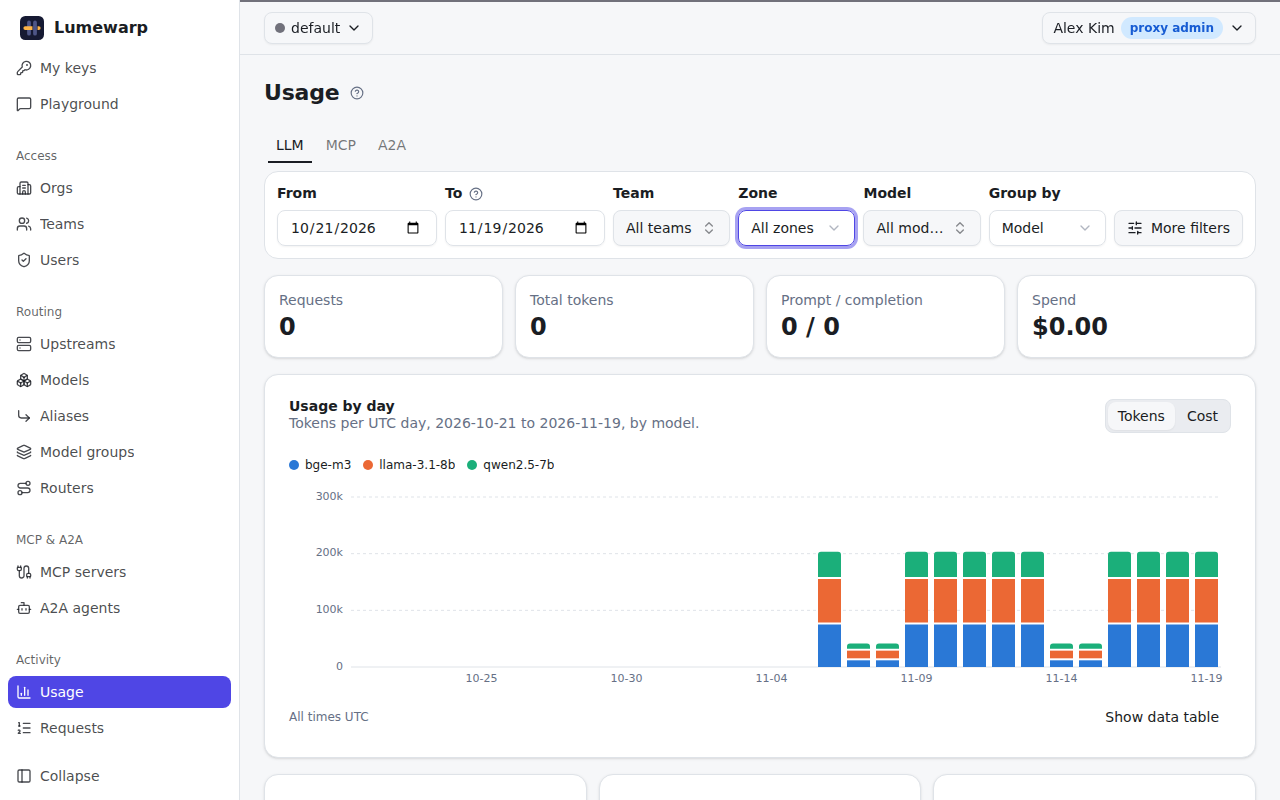 Lumewarp
My keys
Playground
Access
Orgs
Teams
Users
Routing
Upstreams
Models
Aliases
Model groups
Routers
MCP & A2A
MCP servers
A2A agents
Activity
Usage
Requests
Collapse
default
Alex Kim proxy admin
Usage
LLM MCP A2A
From To Team Zone Model Group by
10/21/2026 11/19/2026 All teams All zones All mod... Model More filters
Requests Total tokens Prompt / completion Spend
0 0 0 / 0 $0.00
Usage by day
Tokens per UTC day, 2026-10-21 to 2026-11-19, by model.
Tokens Cost
bge-m3 llama-3.1-8b qwen2.5-7b
300k
200k
100k
0
10-25 10-30 11-04 11-09 11-14 11-19
All times UTC
Show data table